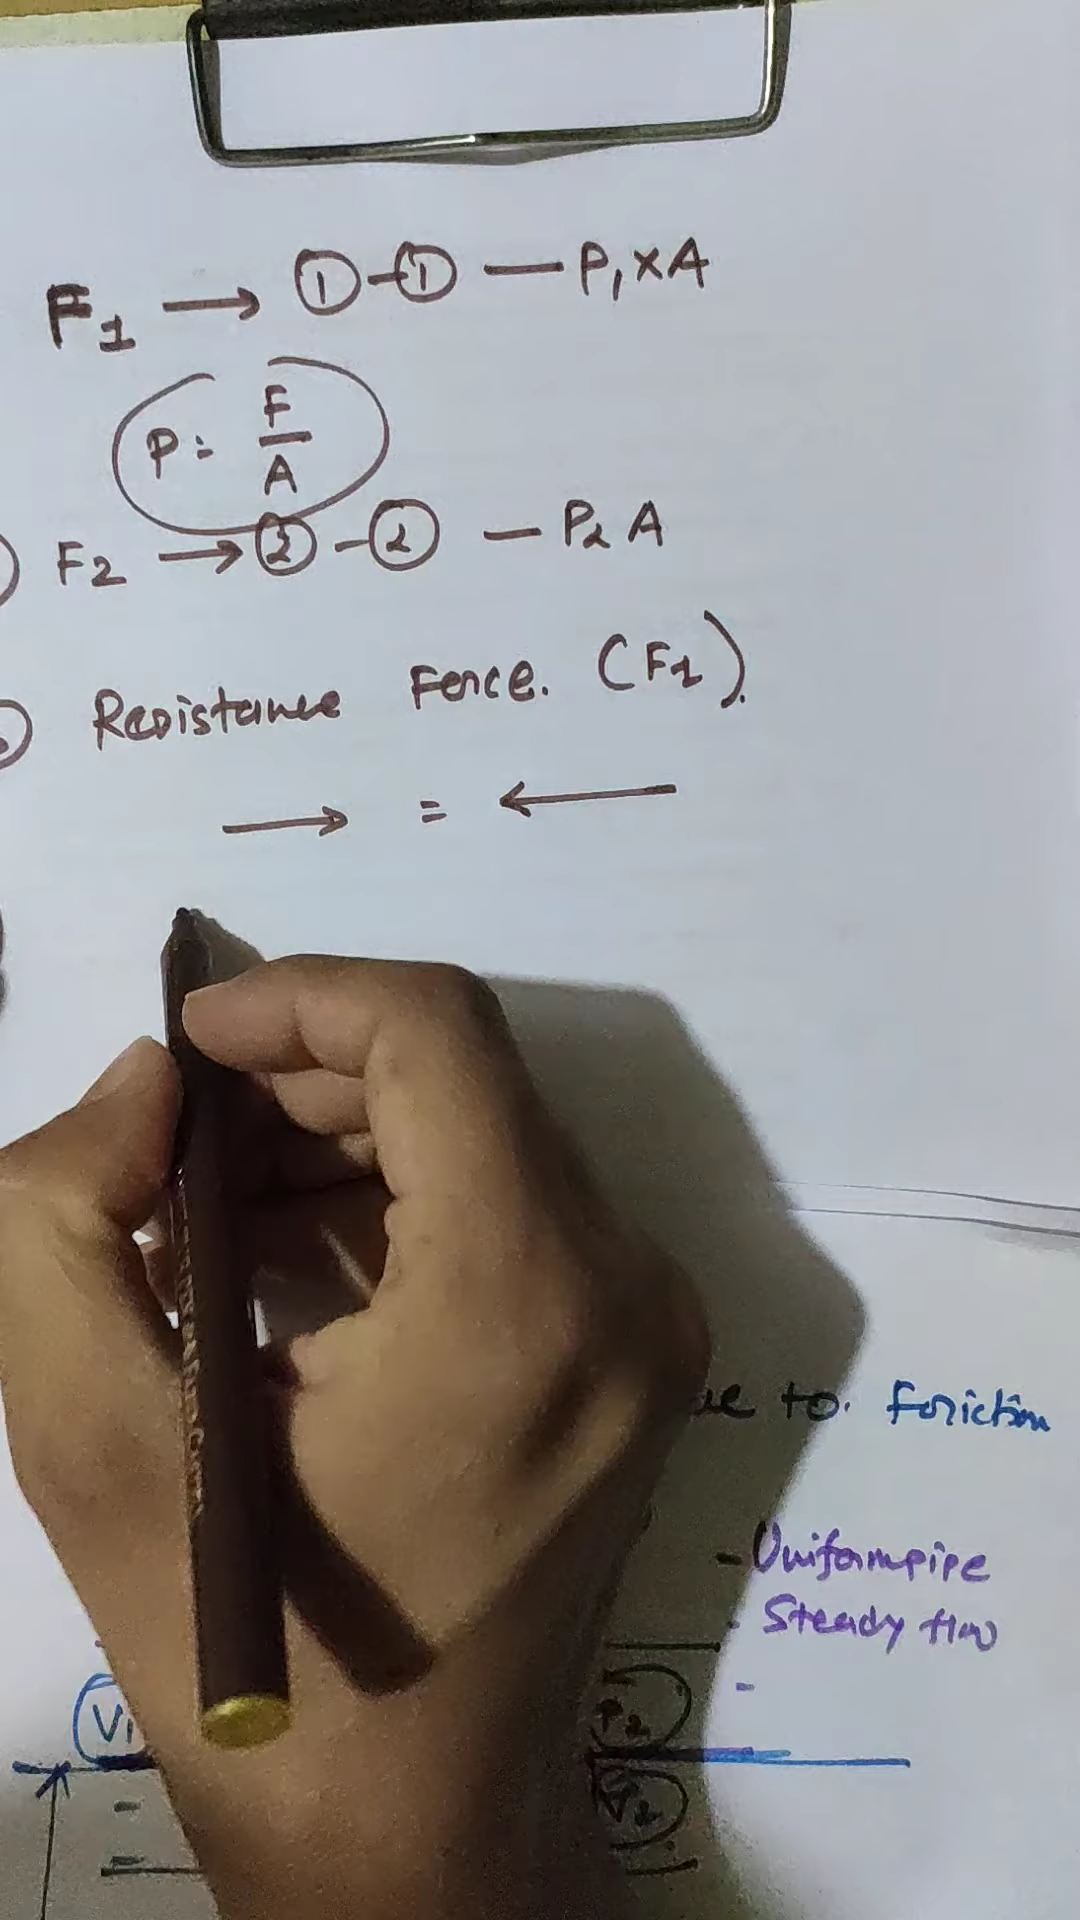 F1 → ① - ① — P1 x A
P = F/A
F2 → ② - ② — P2 A
Resistance Force. (F1).
→ = ←
to. Friction
- Uniform pipe
- Steady flow
-
V1
P2
V2